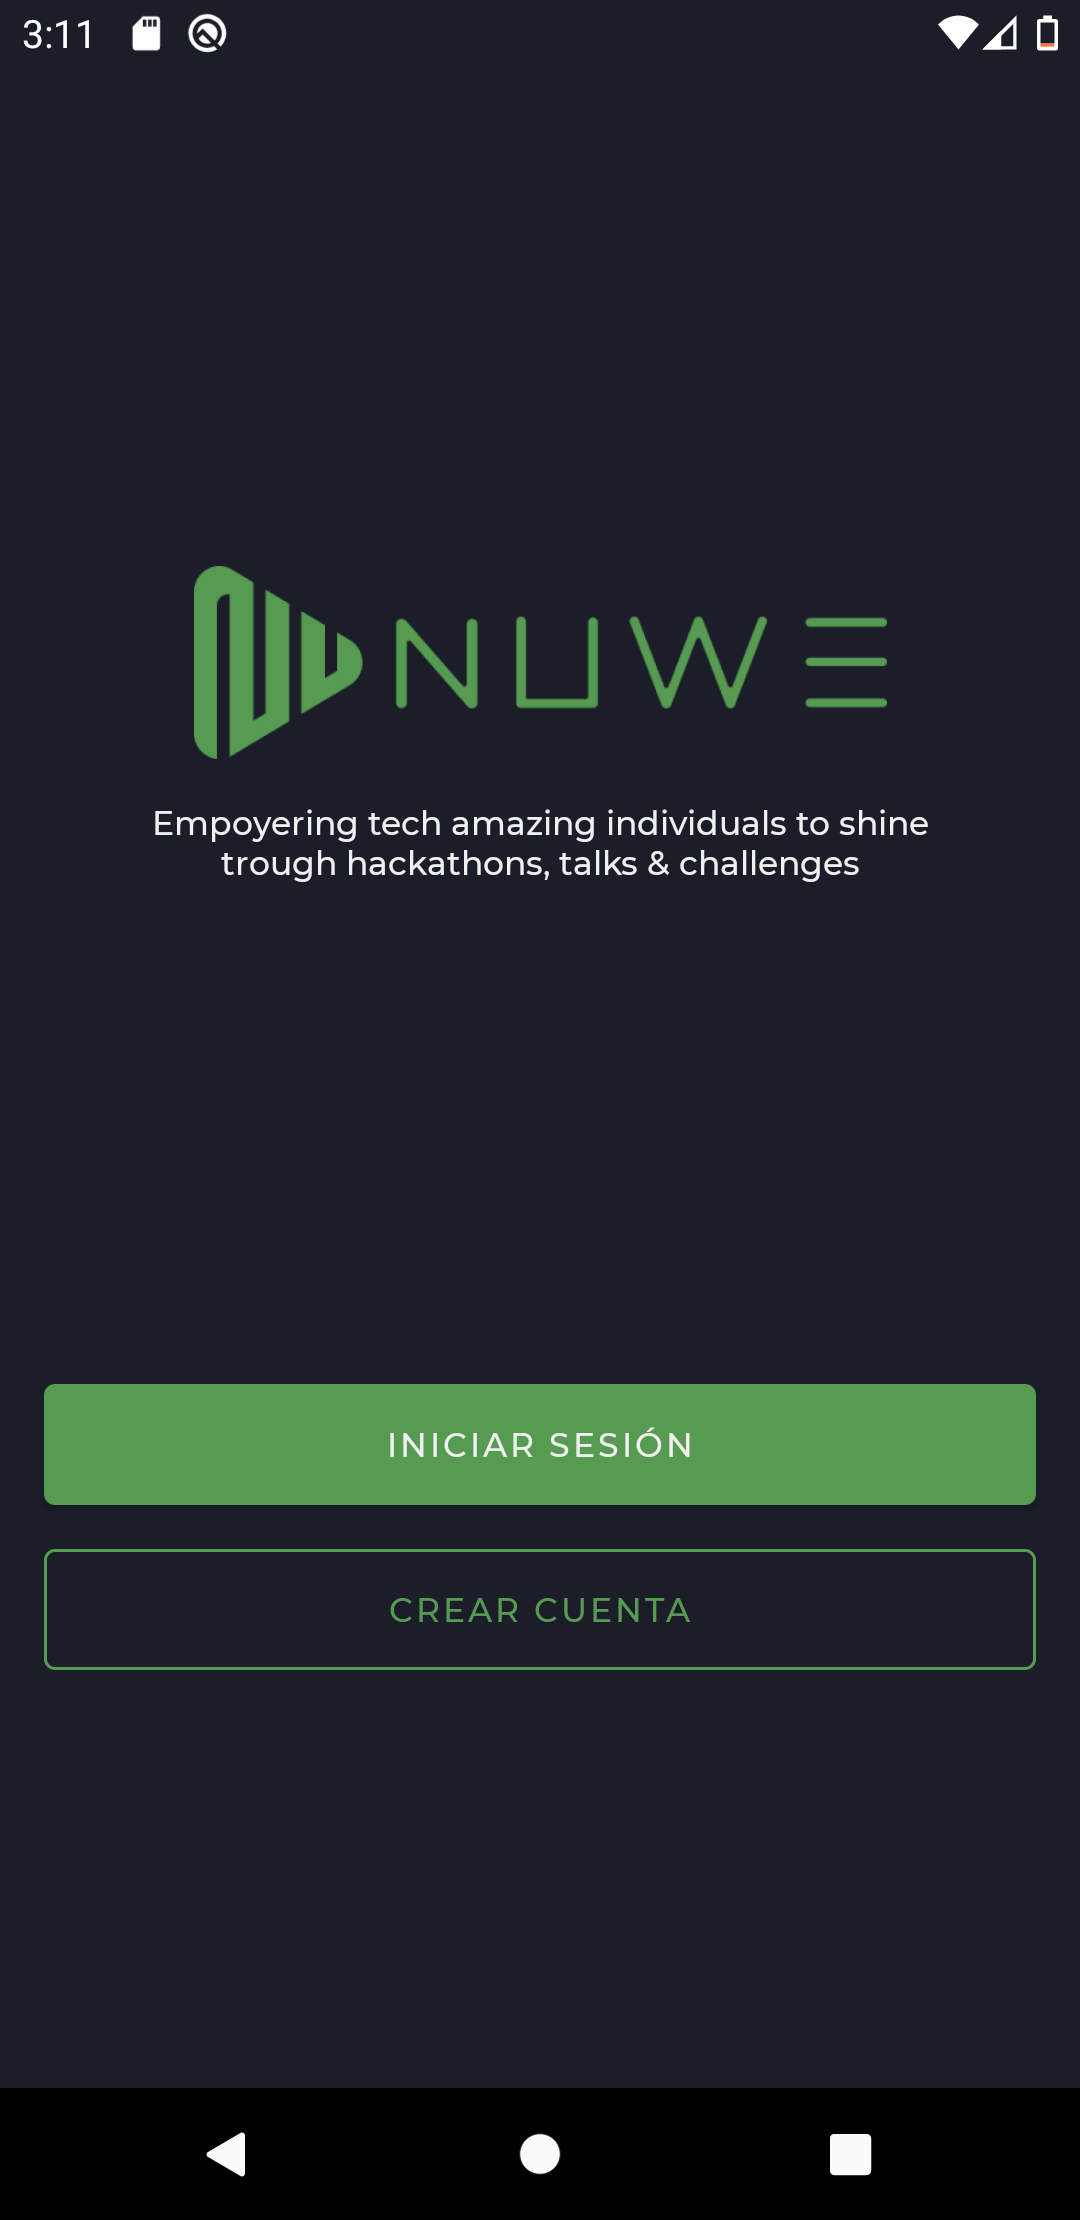 3:11
NUWE
Empoyering tech amazing individuals to shine
trough hackathons, talks & challenges
INICIAR SESIÓN
CREAR CUENTA